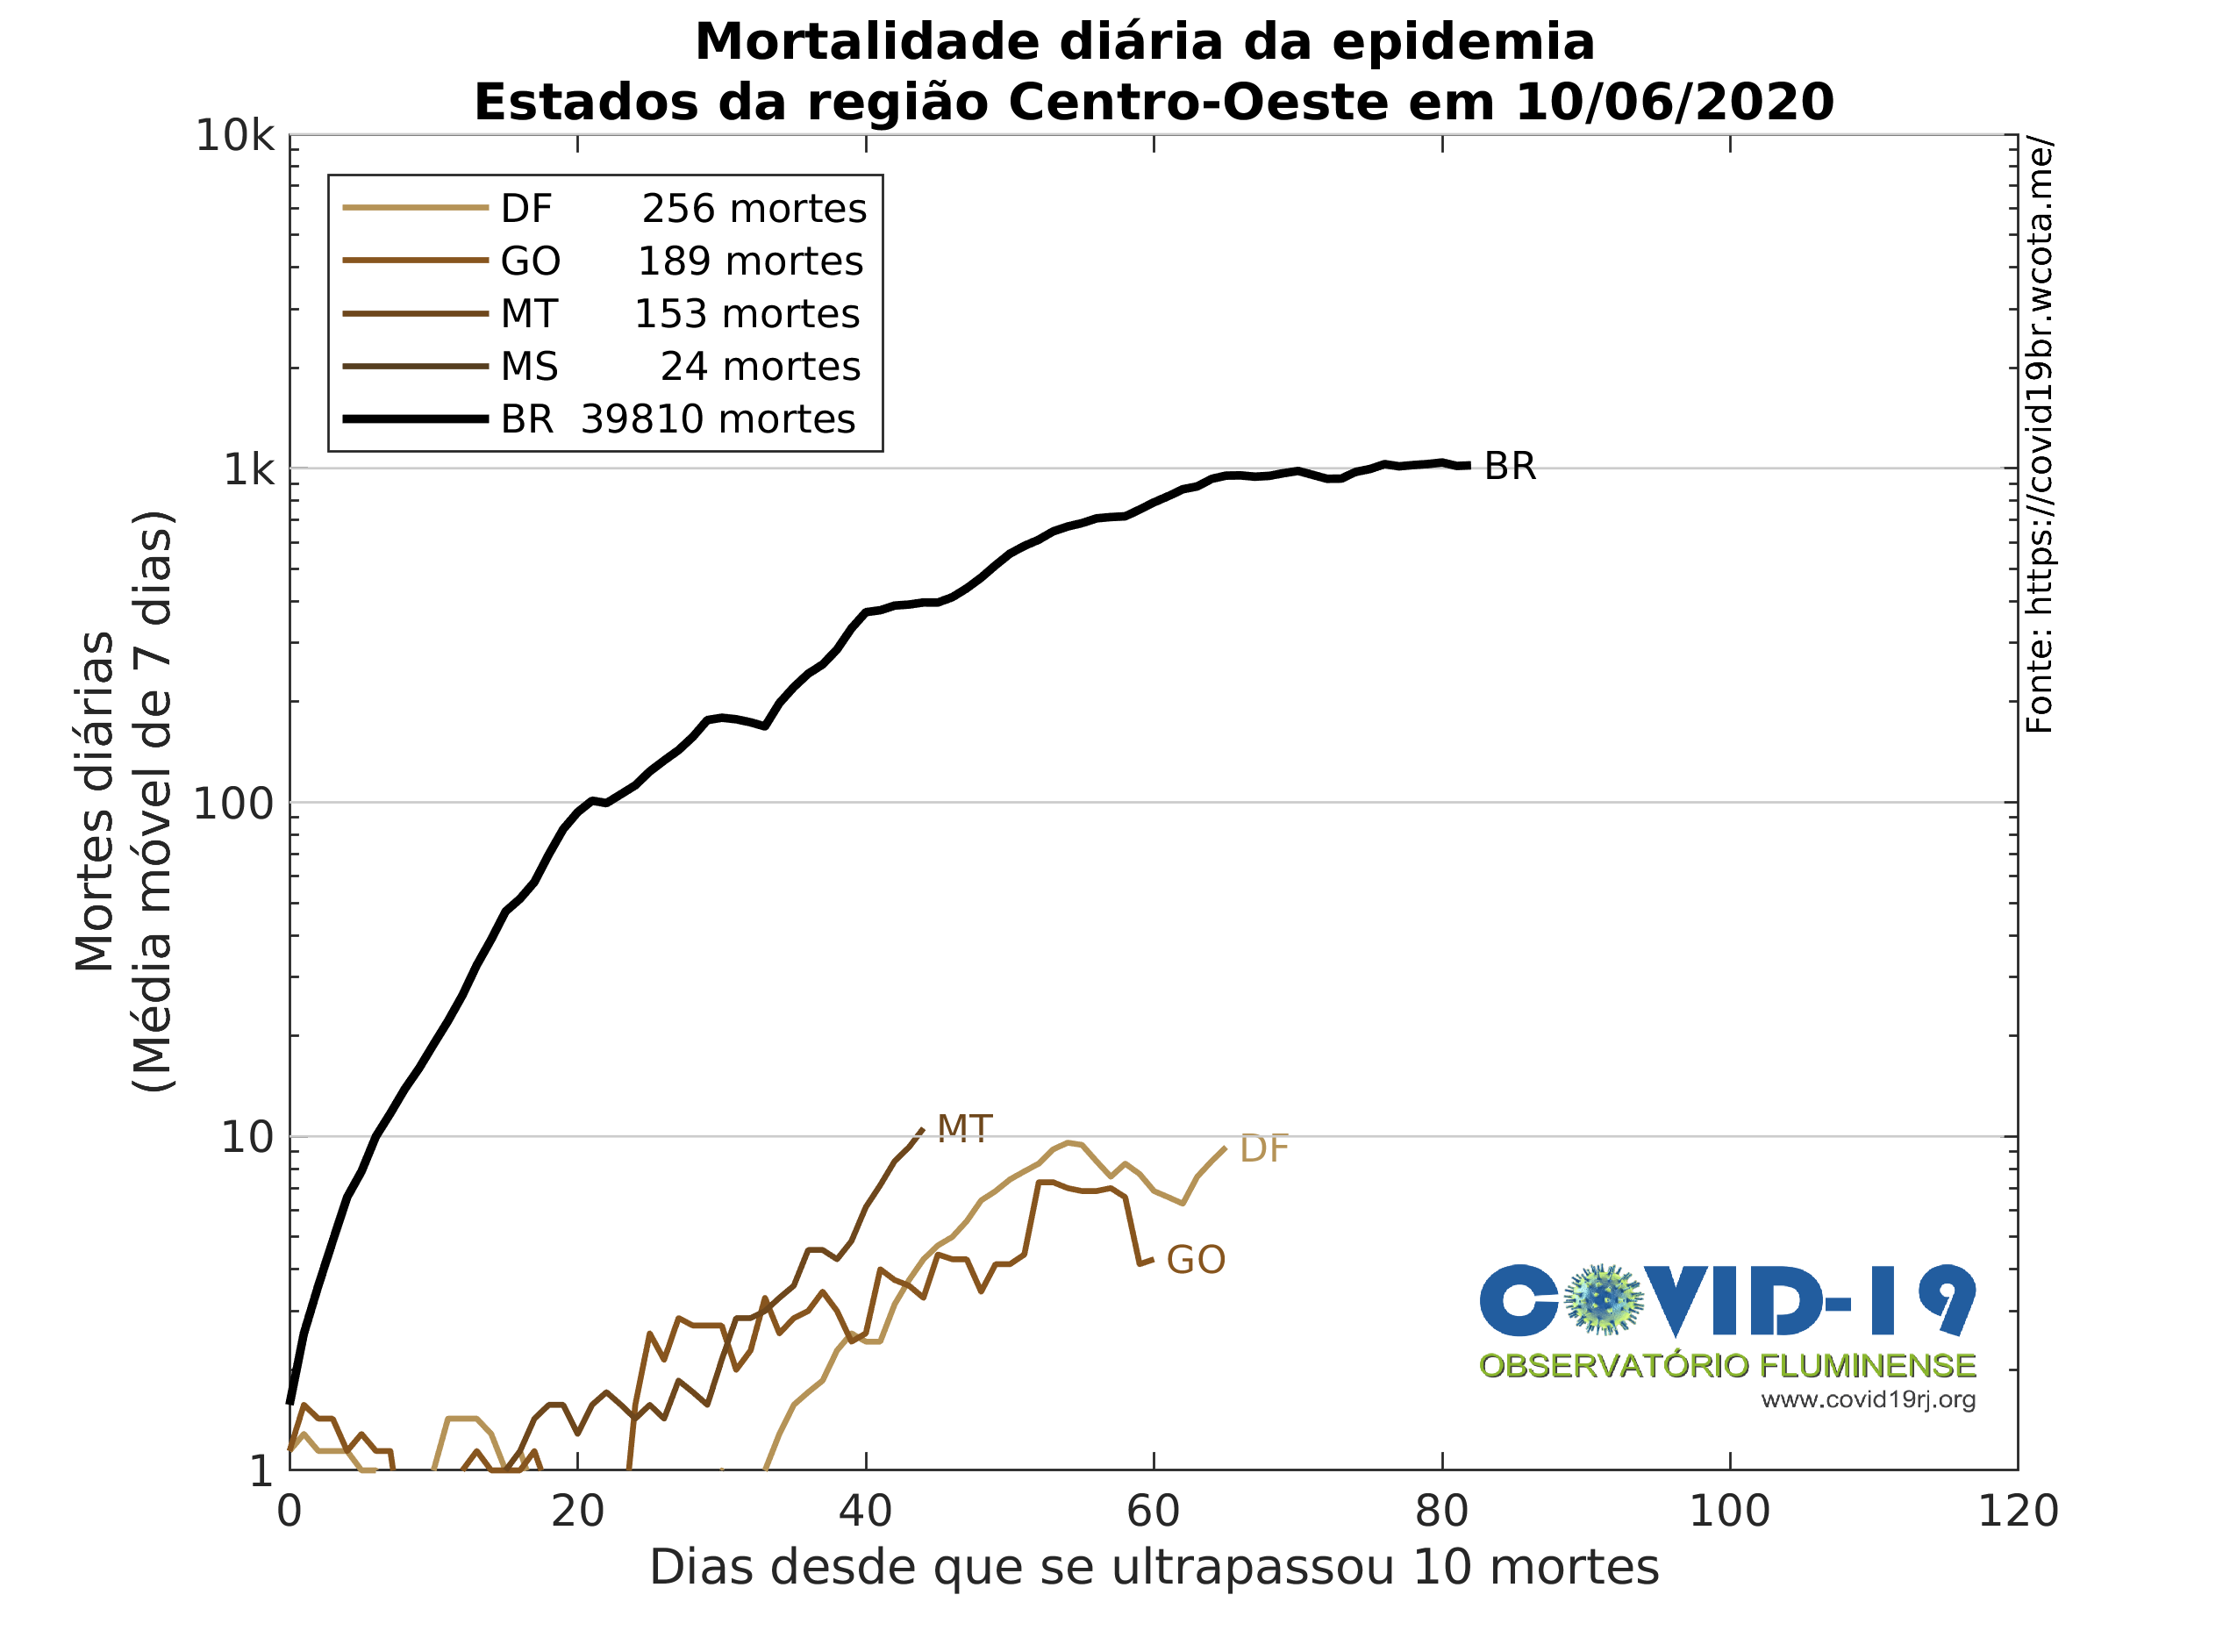 Mortalidade diária da epidemia
Estados da região Centro-Oeste em 10/06/2020
10k
1k
100
10
1
Mortes diárias
(Média móvel de 7 dias)
DF 256 mortes
GO 189 mortes
MT 153 mortes
MS 24 mortes
BR 39810 mortes
BR
MT
DF
GO
Fonte: https://covid19br.wcota.me/
COVID-19
OBSERVATÓRIO FLUMINENSE
www.covid19rj.org
0 20 40 60 80 100 120
Dias desde que se ultrapassou 10 mortes